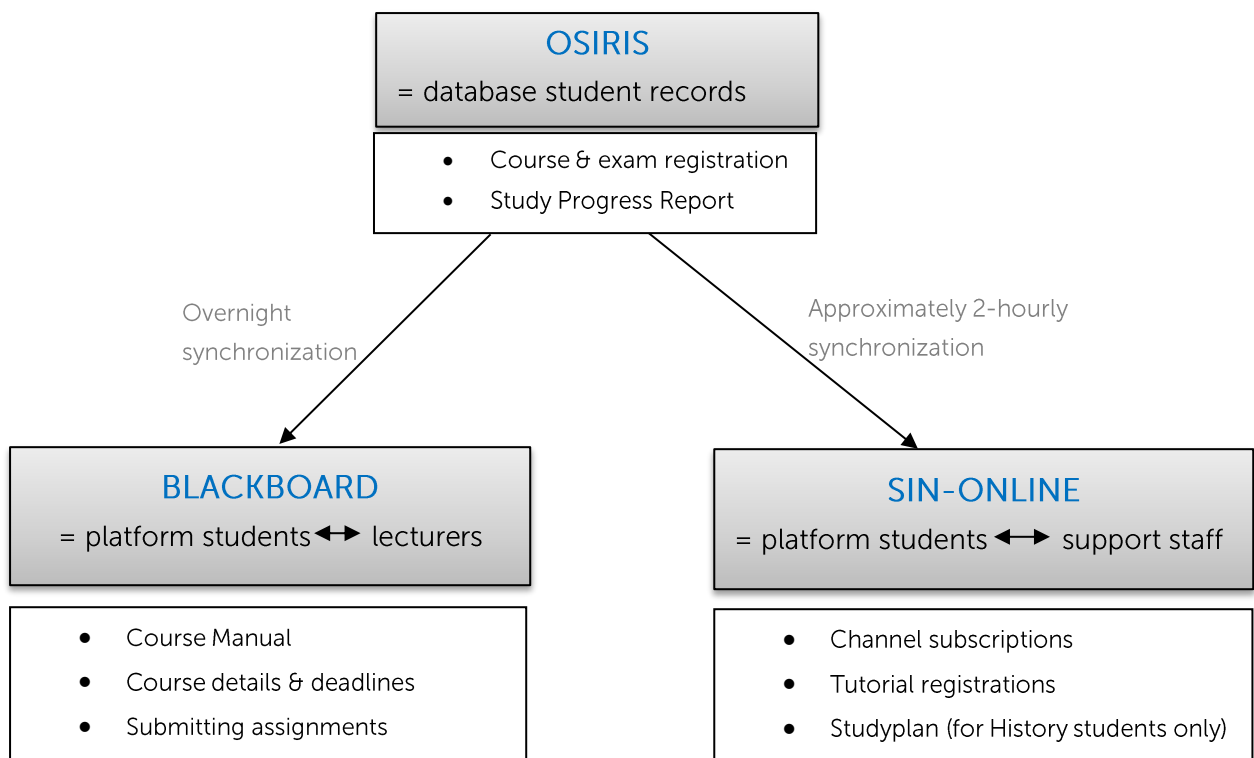 OSIRIS
= database student records
• Course & exam registration
• Study Progress Report
Overnight
synchronization
Approximately 2-hourly
synchronization
BLACKBOARD
= platform students ↔ lecturers
• Course Manual
• Course details & deadlines
• Submitting assignments
SIN-ONLINE
= platform students ↔ support staff
• Channel subscriptions
• Tutorial registrations
• Studyplan (for History students only)